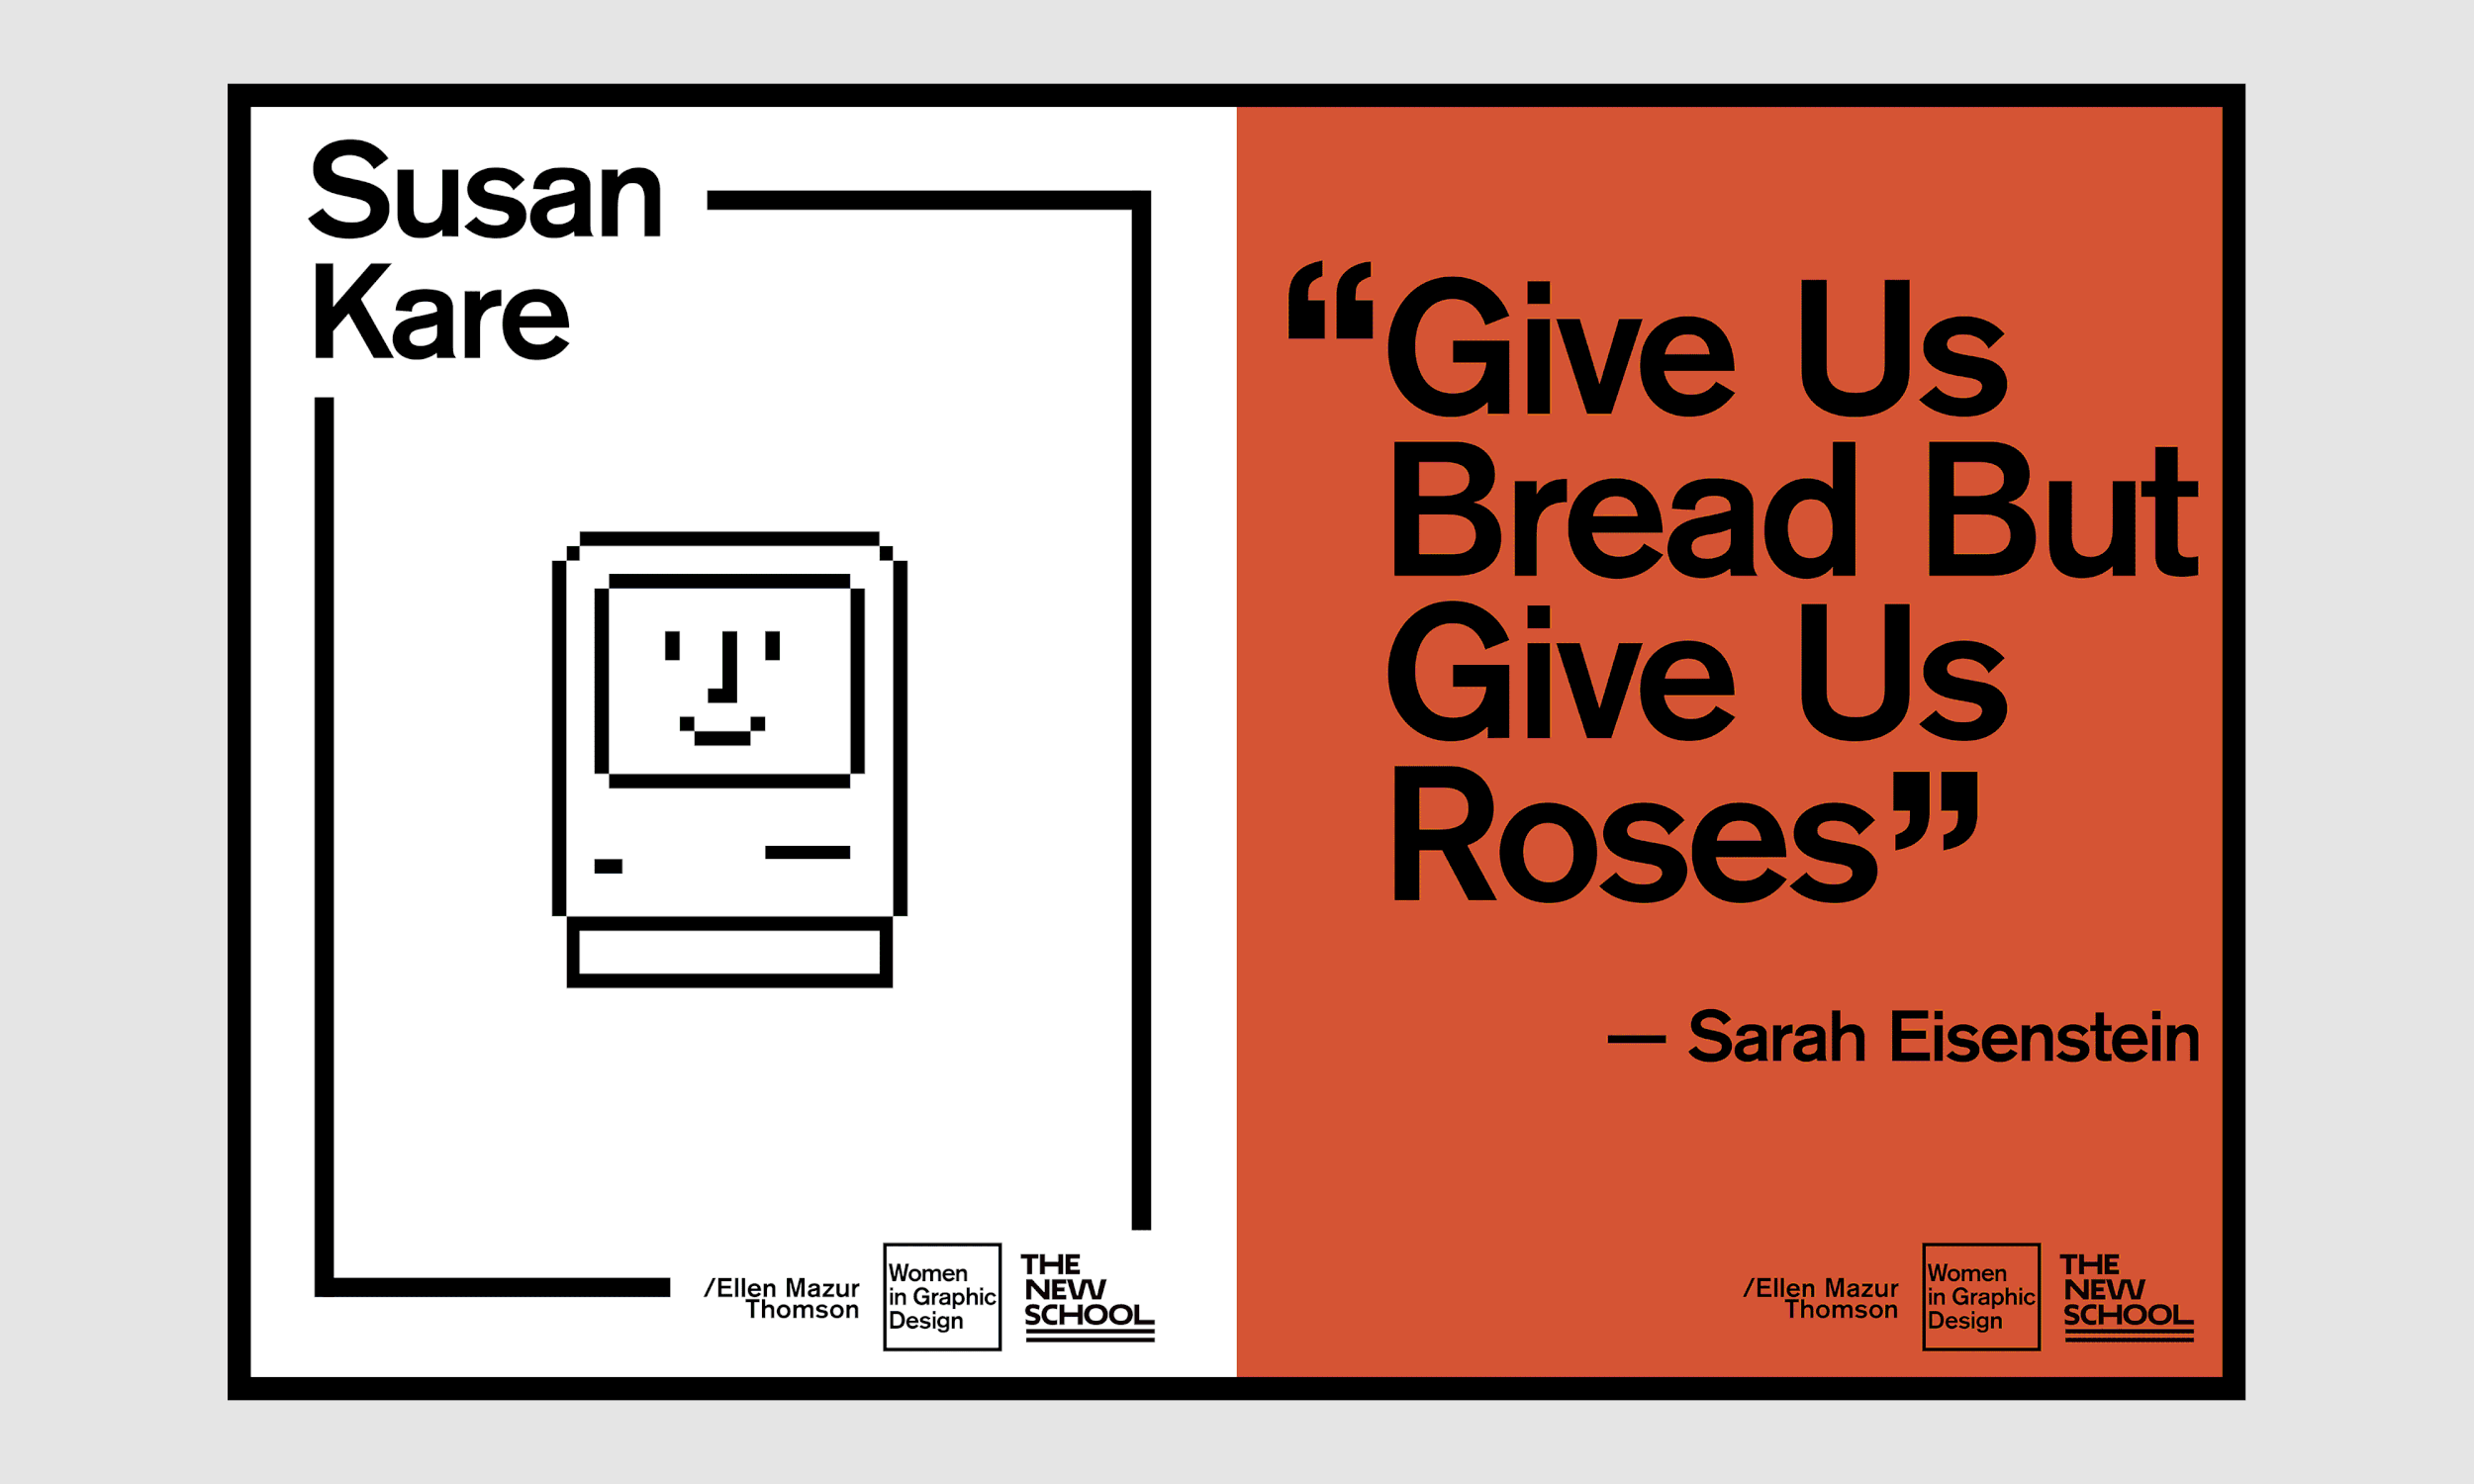 Susan
Kare
/Ellen Mazur
Thomson
Women
in Graphic
Design
THE
NEW
SCHOOL
“Give Us
Bread But
Give Us
Roses”
— Sarah Eisenstein
/Ellen Mazur
Thomson
Women
in Graphic
Design
THE
NEW
SCHOOL